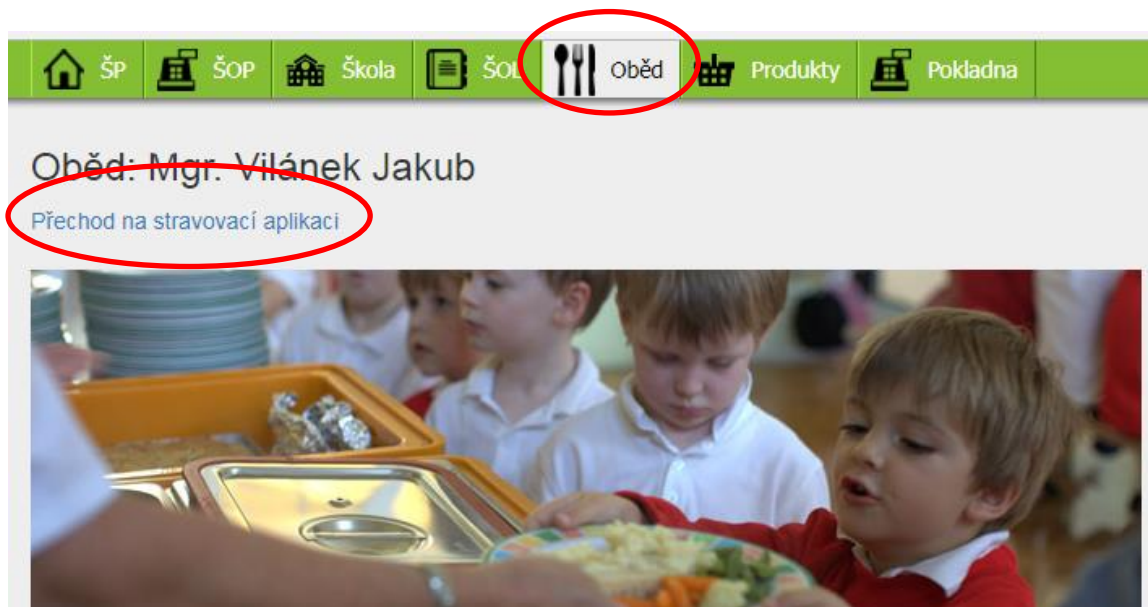 ŠP ŠOP Škola ŠOL Oběd Produkty Pokladna
Oběd: Mgr. Vilánek Jakub
Přechod na stravovací aplikaci